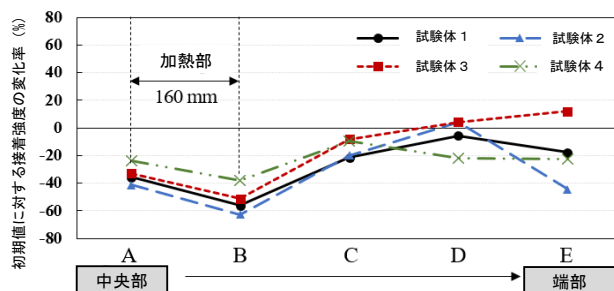 初期値に対する接着強度の変化率 (%)
80
60
40
20
0
-20
-40
-60
-80
加熱部
160 mm
試験体1
試験体2
試験体3
試験体4
A
B
C
D
E
中央部
端部